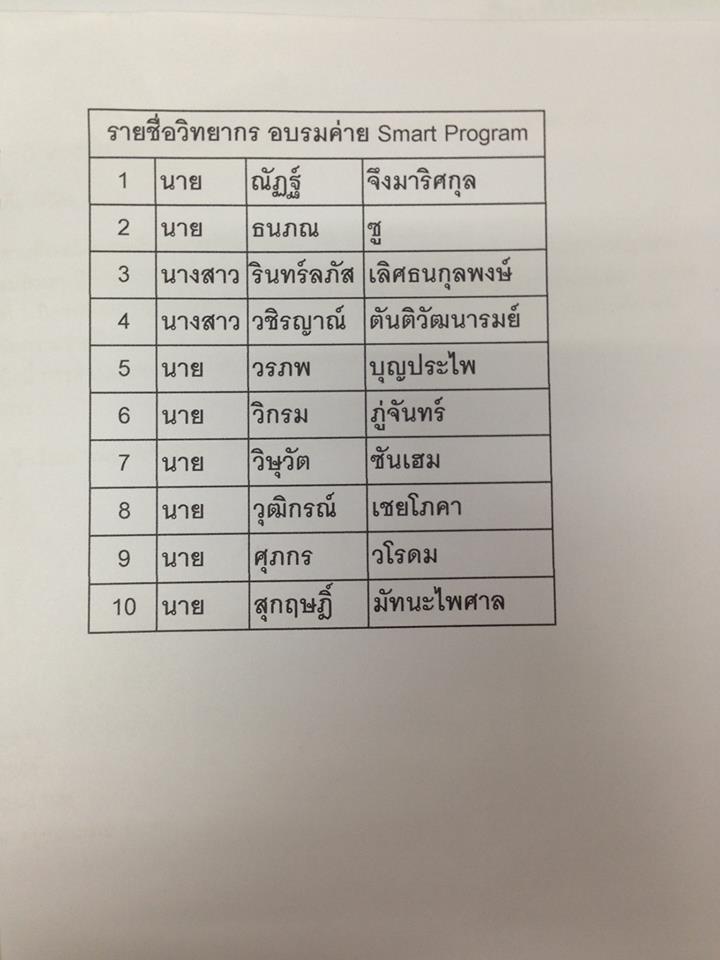 รายชื่อวิทยากร อบรมค่าย Smart Program
1 นาย ณัฏฐ์ จึงมาริศกุล
2 นาย ธนภณ ซู
3 นางสาว รินทร์ลภัส เลิศธนกุลพงษ์
4 นางสาว วชิรญาณ์ ตันติวัฒนารมย์
5 นาย วรภพ บุญประไพ
6 นาย วิกรม ภู่จันทร์
7 นาย วิษุวัต ซันเฮม
8 นาย วุฒิกรณ์ เชยโภคา
9 นาย ศุภกร วโรดม
10 นาย สุกฤษฎิ์ มัทนะไพศาล